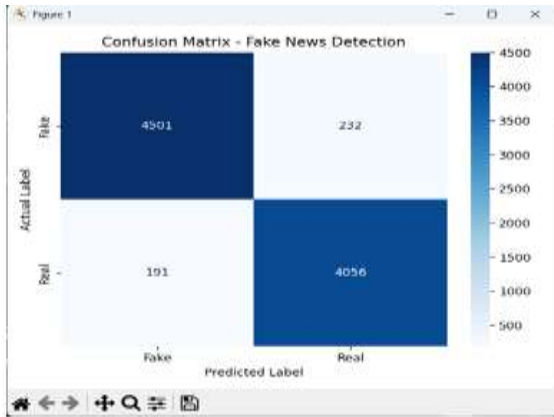 Figure 1
Confusion Matrix - Fake News Detection
4500
4000
3500
3000
2500
2000
1500
1000
500
Fake
4501
232
Actual Label
Real
191
4056
Fake
Real
Predicted Label